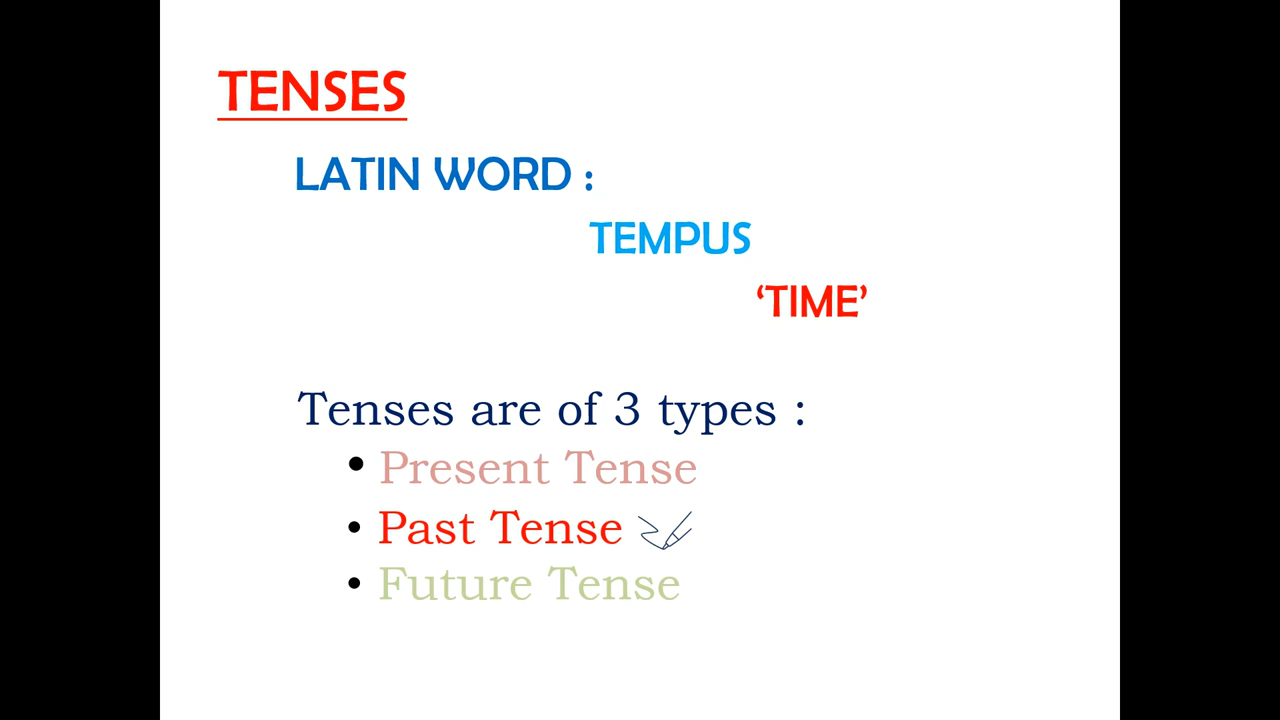 TENSES
LATIN WORD :
TEMPUS
‘TIME’
Tenses are of 3 types :
• Present Tense
• Past Tense
• Future Tense